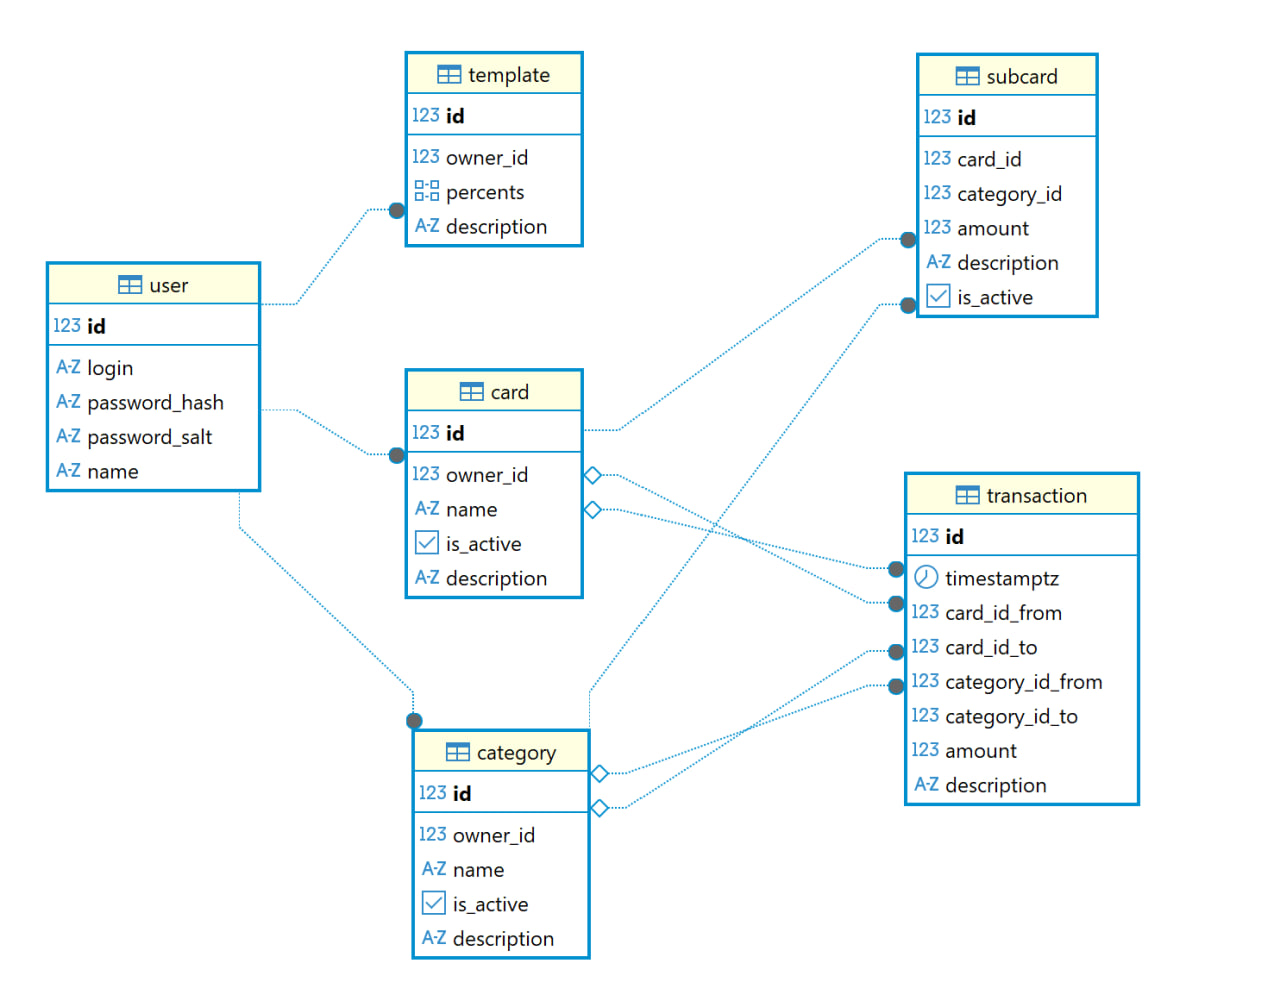 template
123 id
123 owner_id
percents
A-Z description
subcard
123 id
123 card_id
123 category_id
123 amount
A-Z description
is_active
user
123 id
A-Z login
A-Z password_hash
A-Z password_salt
A-Z name
card
123 id
123 owner_id
A-Z name
is_active
A-Z description
transaction
123 id
timestamptz
123 card_id_from
123 card_id_to
123 category_id_from
123 category_id_to
123 amount
A-Z description
category
123 id
123 owner_id
A-Z name
is_active
A-Z description